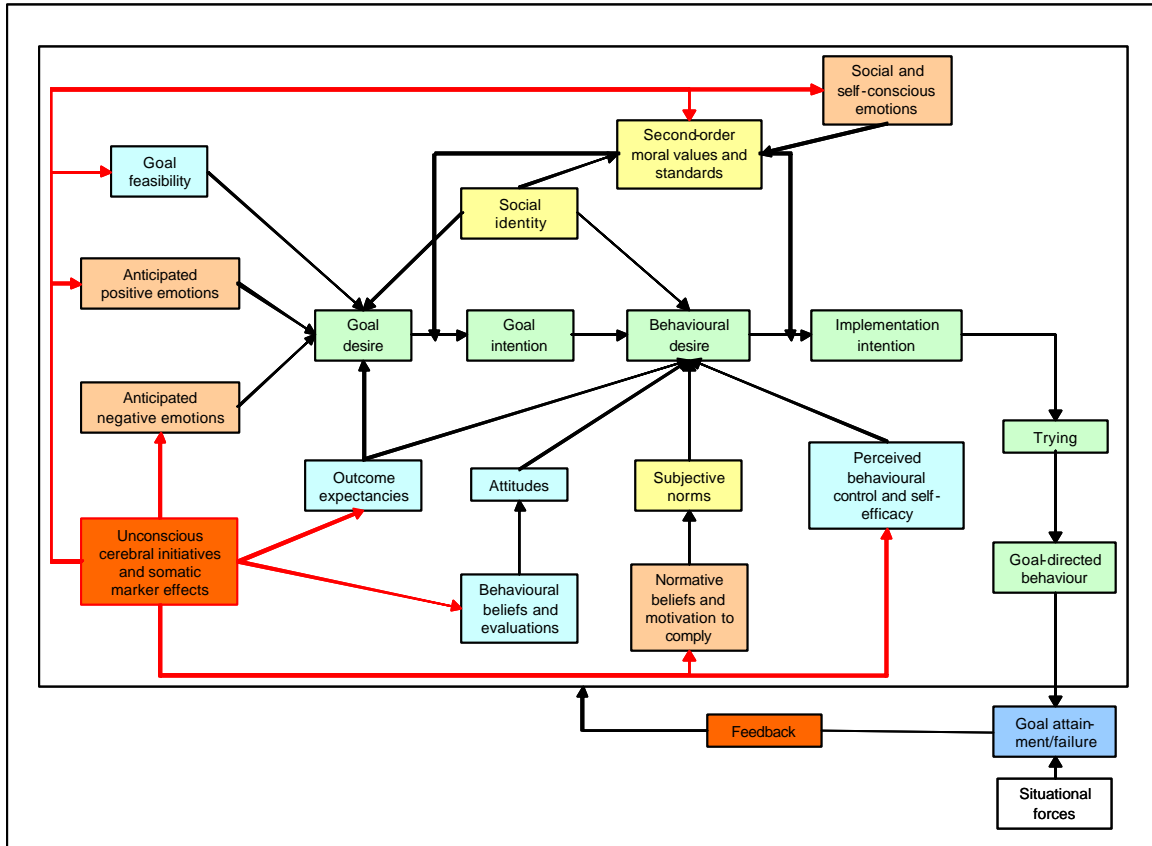 Social and
self-conscious
emotions
Second-order
moral values and
standards
Goal
feasibility
Social
identity
Anticipated
positive emotions
Goal
desire
Goal
intention
Behavioural
desire
Implementation
intention
Anticipated
negative emotions
Trying
Outcome
expectancies
Attitudes
Subjective
norms
Perceived
behavioural
control and self-
efficacy
Unconscious
cerebral initiatives
and somatic
marker effects
Behavioural
beliefs and
evaluations
Normative
beliefs and
motivation to
comply
Goal-directed
behaviour
Feedback
Goal attain-
ment/failure
Situational
forces